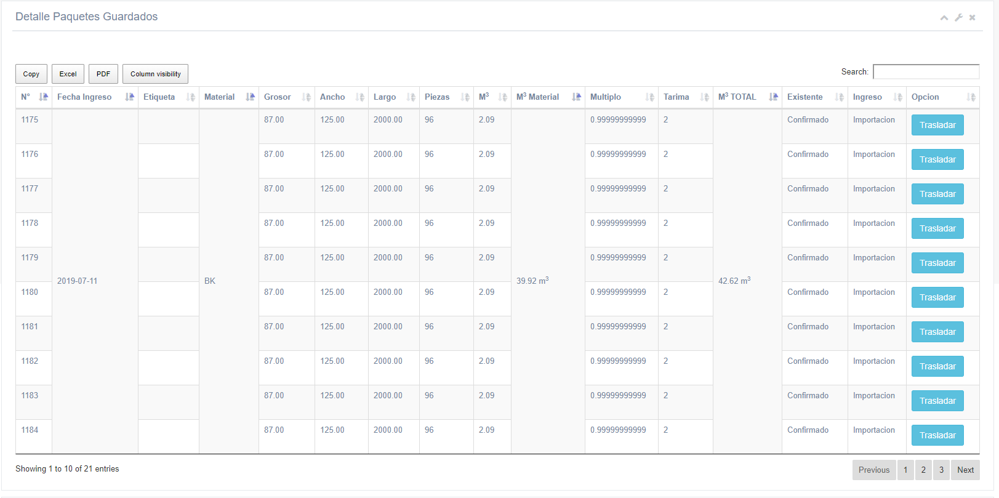 Detalle Paquetes Guardados
Copy Excel PDF Column visibility Search:
N° Fecha Ingreso Etiqueta Material Grosor Ancho Largo Piezas M³ M³ Material Multiplo Tarima M³ TOTAL Existente Ingreso Opcion
1175 87.00 125.00 2000.00 96 2.09 0.99999999999 2 Confirmado Importacion Trasladar
1176 87.00 125.00 2000.00 96 2.09 0.99999999999 2 Confirmado Importacion Trasladar
1177 87.00 125.00 2000.00 96 2.09 0.99999999999 2 Confirmado Importacion Trasladar
1178 87.00 125.00 2000.00 96 2.09 0.99999999999 2 Confirmado Importacion Trasladar
1179 87.00 125.00 2000.00 96 2.09 0.99999999999 2 Confirmado Importacion Trasladar
2019-07-11 BK 39.92 m³ 42.62 m³
1180 87.00 125.00 2000.00 96 2.09 0.99999999999 2 Confirmado Importacion Trasladar
1181 87.00 125.00 2000.00 96 2.09 0.99999999999 2 Confirmado Importacion Trasladar
1182 87.00 125.00 2000.00 96 2.09 0.99999999999 2 Confirmado Importacion Trasladar
1183 87.00 125.00 2000.00 96 2.09 0.99999999999 2 Confirmado Importacion Trasladar
1184 87.00 125.00 2000.00 96 2.09 0.99999999999 2 Confirmado Importacion Trasladar
Showing 1 to 10 of 21 entries Previous 1 2 3 Next